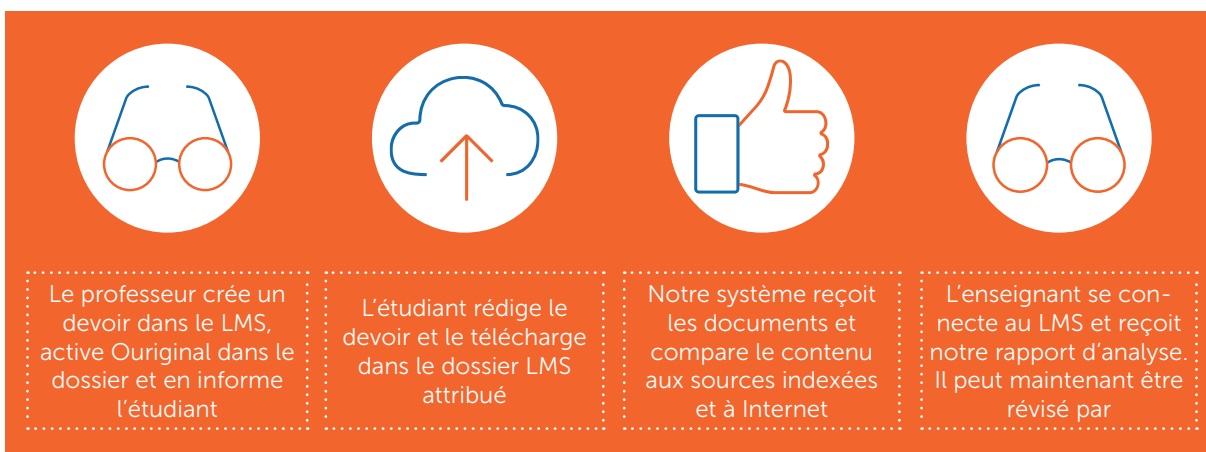 Le professeur crée un
devoir dans le LMS,
active Ouriginal dans le
dossier et en informe
l’étudiant
L’étudiant rédige le
devoir et le télécharge
dans le dossier LMS
attribué
Notre système reçoit
les documents et
compare le contenu
aux sources indexées
et à Internet
L’enseignant se con-
necte au LMS et reçoit
notre rapport d’analyse.
Il peut maintenant être
révisé par